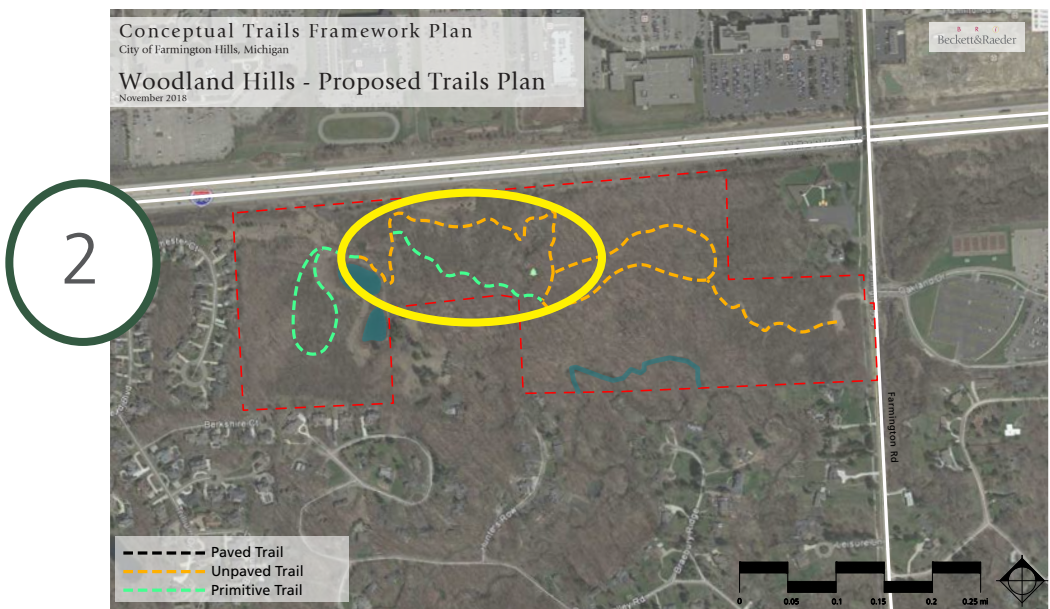 Conceptual Trails Framework Plan
City of Farmington Hills, Michigan
Woodland Hills - Proposed Trails Plan
November 2018
B R i
Beckett&Raeder
2
Berkshire Ct
Farmington Rd
Paved Trail
Unpaved Trail
Primitive Trail
0 0.05 0.1 0.15 0.2 0.25 mi